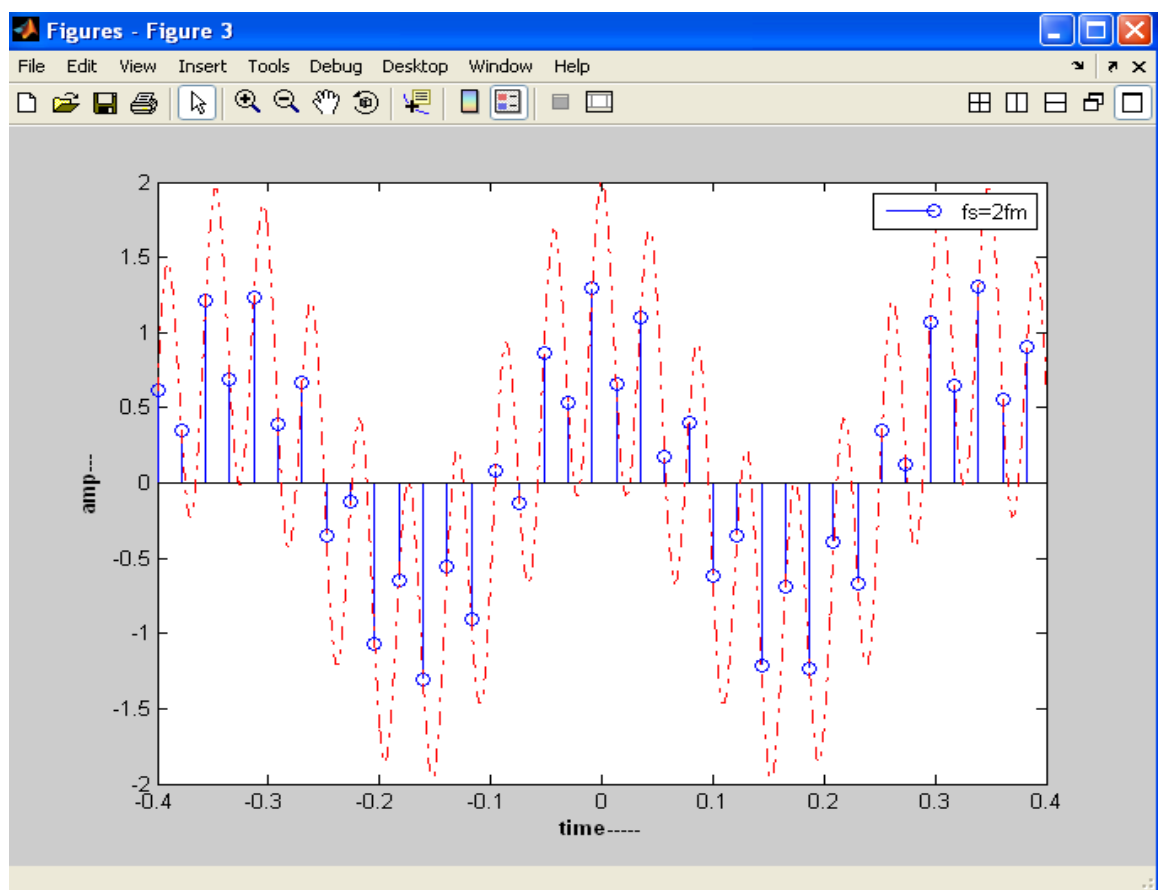 Figures - Figure 3
File Edit View Insert Tools Debug Desktop Window Help
fs=2fm
2
1.5
1
0.5
0
-0.5
-1
-1.5
-2
amp---
-0.4 -0.3 -0.2 -0.1 0 0.1 0.2 0.3 0.4
time-----